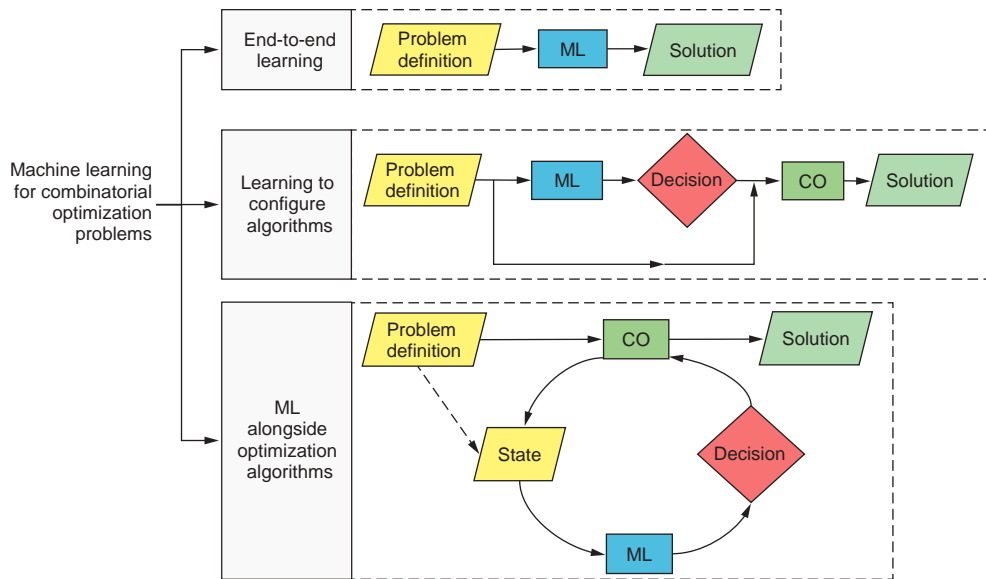 Machine learning
for combinatorial
optimization
problems
End-to-end
learning
Problem
definition
ML
Solution
Learning to
configure
algorithms
Problem
definition
ML
Decision
CO
Solution
ML
alongside
optimization
algorithms
Problem
definition
CO
Solution
State
Decision
ML